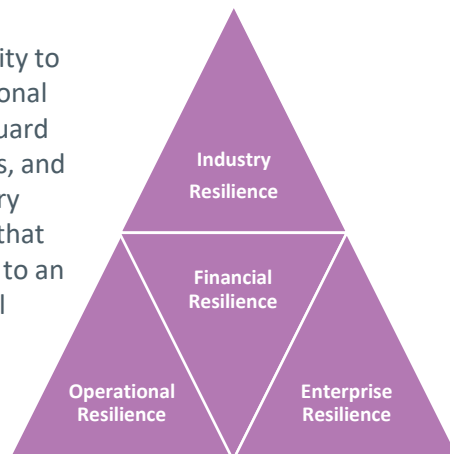 ity to
onal
uard
s, and
ry
that
to an
l
Industry
Resilience
Financial
Resilience
Operational
Resilience
Enterprise
Resilience